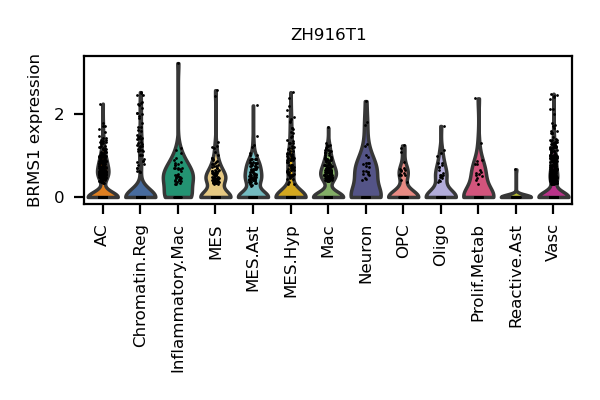 ZH916T1
BRMS1 expression
2
0
AC
Chromatin.Reg
Inflammatory.Mac
MES
MES.Ast
MES.Hyp
Mac
Neuron
OPC
Oligo
Prolif.Metab
Reactive.Ast
Vasc